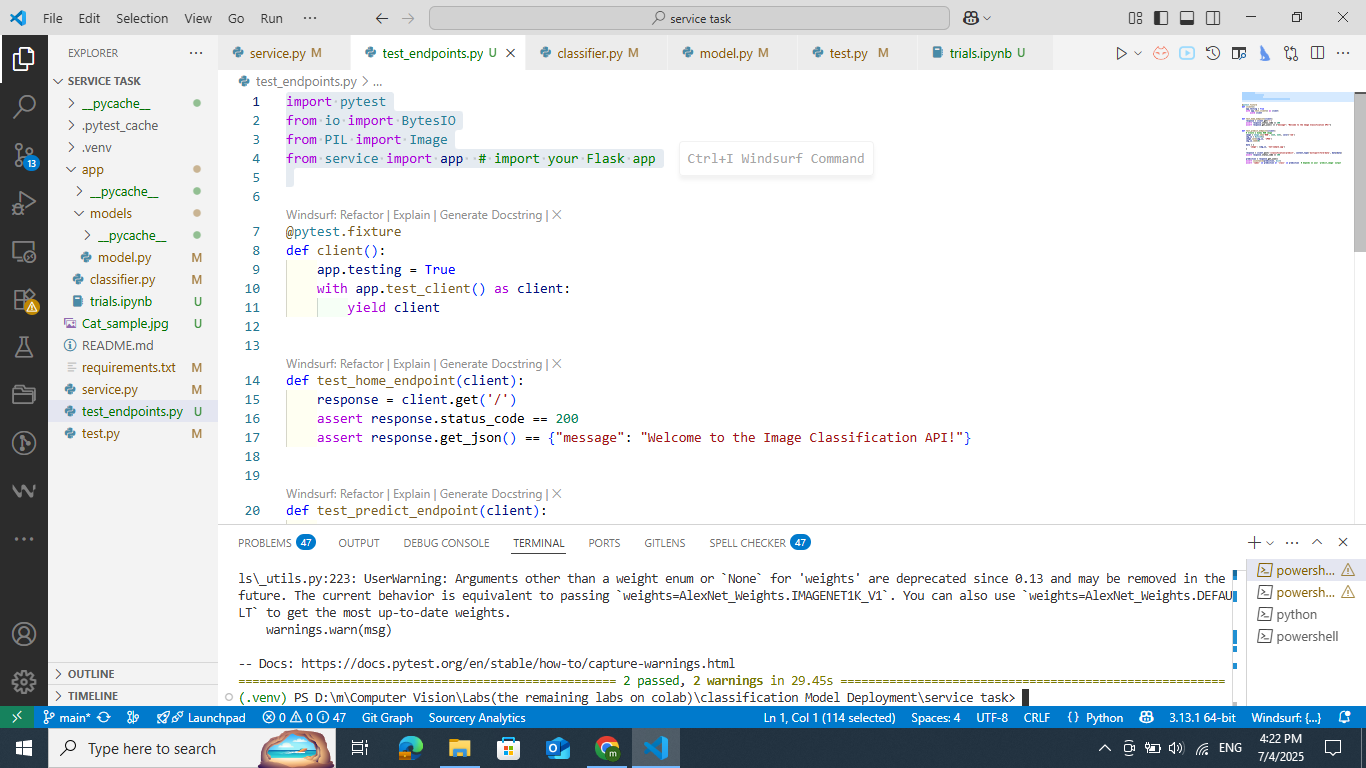 File Edit Selection View Go Run ··· service task
EXPLORER ···
SERVICE TASK
__pycache__
.pytest_cache
.venv
app
__pycache__
models
__pycache__
model.py M
classifier.py M
trials.ipynb U
Cat_sample.jpg U
README.md
requirements.txt M
service.py M
test_endpoints.py U
test.py M
OUTLINE
TIMELINE
13
service.py M test_endpoints.py U classifier.py M model.py M test.py M trials.ipynb U
test_endpoints.py > ...
1 import pytest
2 from io import BytesIO
3 from PIL import Image
4 from service import app # import your Flask app
Ctrl+I Windsurf Command
5
6
Windsurf: Refactor | Explain | Generate Docstring | X
7 @pytest.fixture
8 def client():
9 app.testing = True
10 with app.test_client() as client:
11 yield client
12
13
Windsurf: Refactor | Explain | Generate Docstring | X
14 def test_home_endpoint(client):
15 response = client.get('/')
16 assert response.status_code == 200
17 assert response.get_json() == {"message": "Welcome to the Image Classification API!"}
18
19
Windsurf: Refactor | Explain | Generate Docstring | X
20 def test_predict_endpoint(client):
PROBLEMS 47 OUTPUT DEBUG CONSOLE TERMINAL PORTS GITLENS SPELL CHECKER 47
ls\_utils.py:223: UserWarning: Arguments other than a weight enum or `None` for 'weights' are deprecated since 0.13 and may be removed in the
future. The current behavior is equivalent to passing `weights=AlexNet_Weights.IMAGENET1K_V1`. You can also use `weights=AlexNet_Weights.DEFAU
LT` to get the most up-to-date weights.
warnings.warn(msg)
-- Docs: https://docs.pytest.org/en/stable/how-to/capture-warnings.html
================================================= 2 passed, 2 warnings in 29.45s ==================================================
(.venv) PS D:\m\Computer Vision\Labs(the remaining labs on colab)\classification Model Deployment\service task>
powersh...
powersh...
python
powershell
main* Launchpad 0 0 47 Git Graph Sourcery Analytics Ln 1, Col 1 (114 selected) Spaces: 4 UTF-8 CRLF {} Python 3.13.1 64-bit Windsurf: {...}
Type here to search
ENG
4:22 PM
7/4/2025